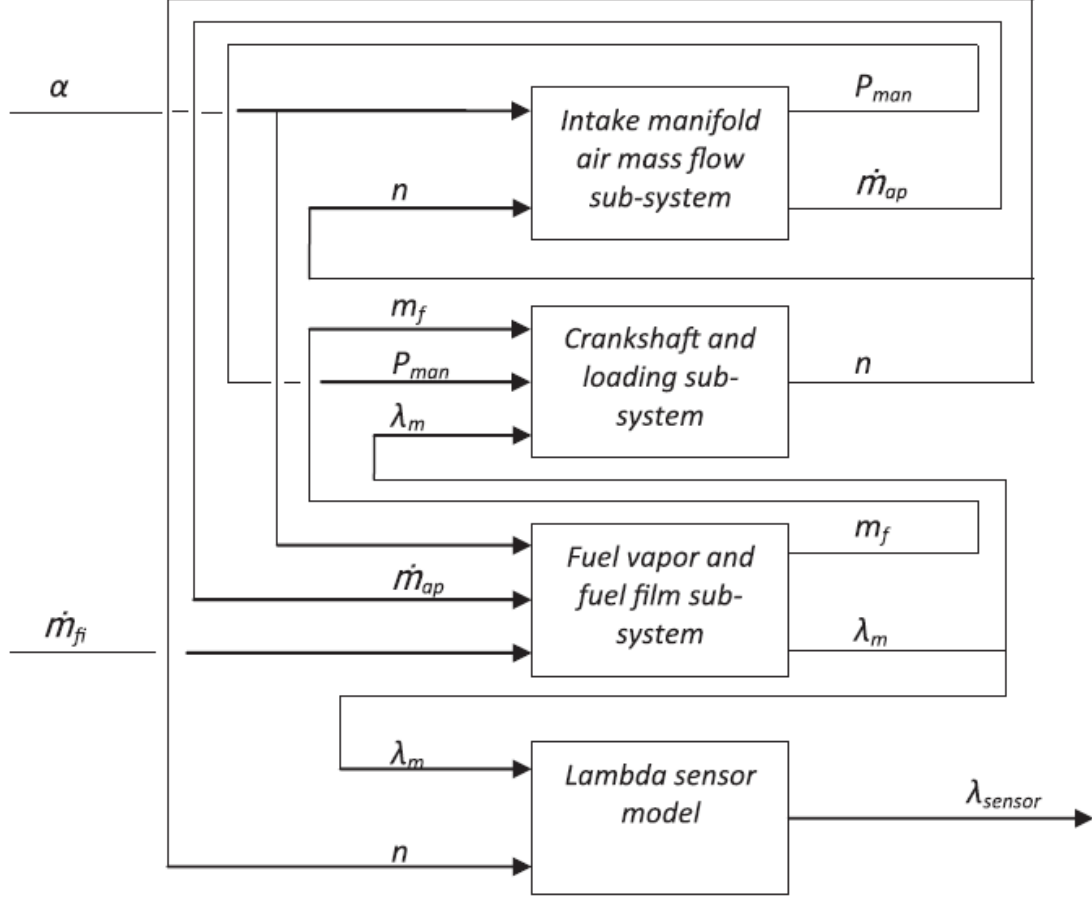 α
P_man
Intake manifold
air mass flow
sub-system
n
ṁ_ap
m_f
Crankshaft and
loading sub-
system
P_man
n
λ_m
m_f
Fuel vapor and
fuel film sub-
system
ṁ_ap
ṁ_fi
λ_m
λ_m
Lambda sensor
model
λ_sensor
n